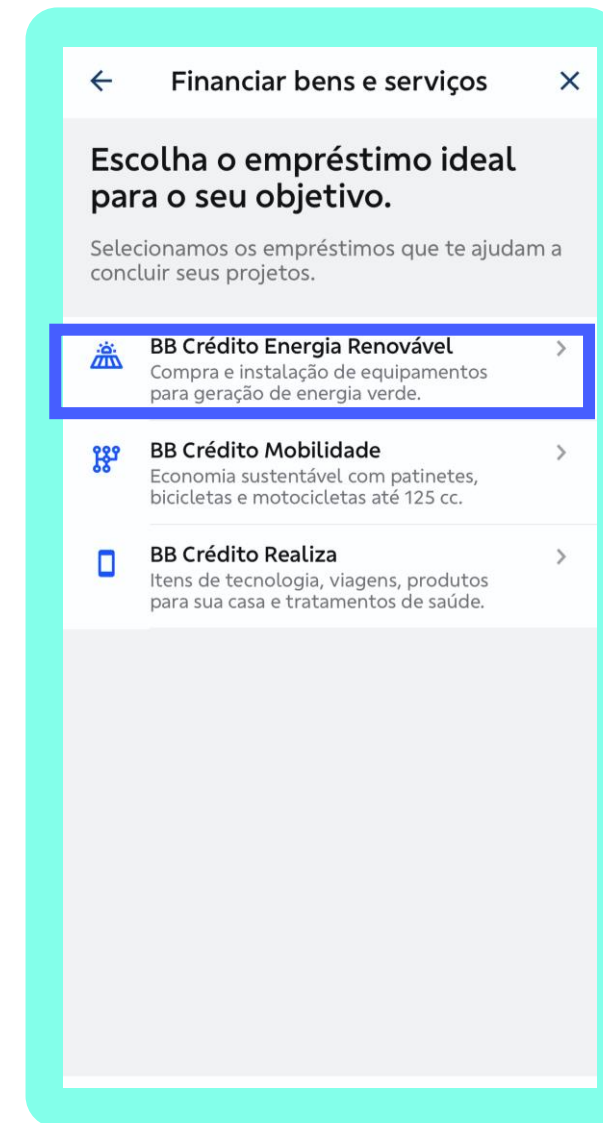 Financiar bens e serviços
Escolha o empréstimo ideal
para o seu objetivo.
Selecionamos os empréstimos que te ajudam a
concluir seus projetos.
BB Crédito Energia Renovável
Compra e instalação de equipamentos
para geração de energia verde.
BB Crédito Mobilidade
Economia sustentável com patinetes,
bicicletas e motocicletas até 125 cc.
BB Crédito Realiza
Itens de tecnologia, viagens, produtos
para sua casa e tratamentos de saúde.